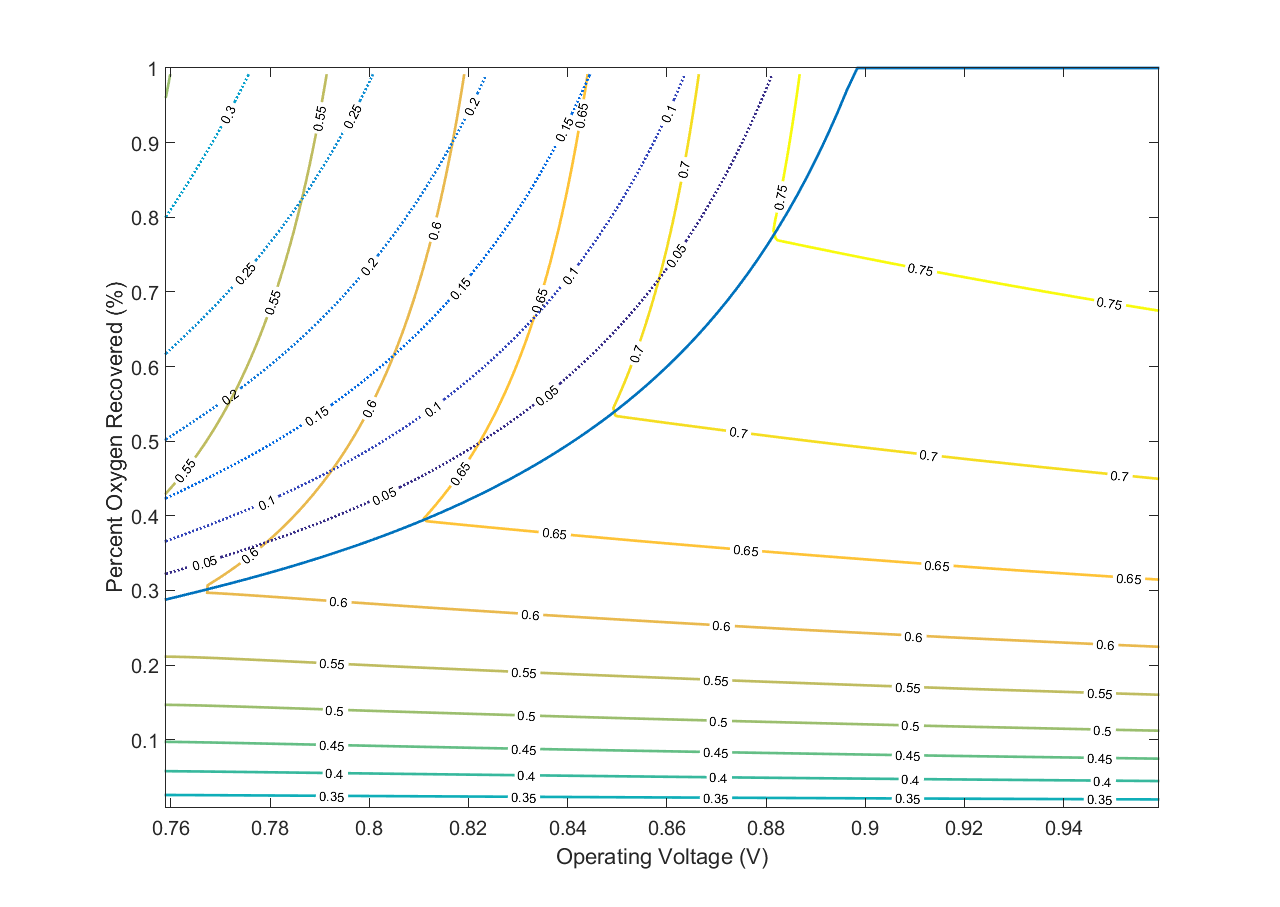 1
0.9
0.8
0.7
0.6
0.5
0.4
0.3
0.2
0.1
Percent Oxygen Recovered (%)
0.76 0.78 0.8 0.82 0.84 0.86 0.88 0.9 0.92 0.94
Operating Voltage (V)
0.3 0.55 0.25 0.2 0.15 0.65 0.1 0.7 0.75
0.6 0.05
0.25 0.2 0.15 0.1 0.75 0.75
0.55 0.65
0.2 0.15 0.6 0.1 0.05 0.7
0.55 0.65 0.7 0.7 0.7
0.1 0.05
0.05 0.6 0.65 0.65 0.65 0.65
0.6 0.6 0.6 0.6 0.6
0.55 0.55 0.55 0.55 0.55
0.5 0.5 0.5 0.5 0.5
0.45 0.45 0.45 0.45 0.45
0.4 0.4 0.4 0.4 0.4
0.35 0.35 0.35 0.35 0.35